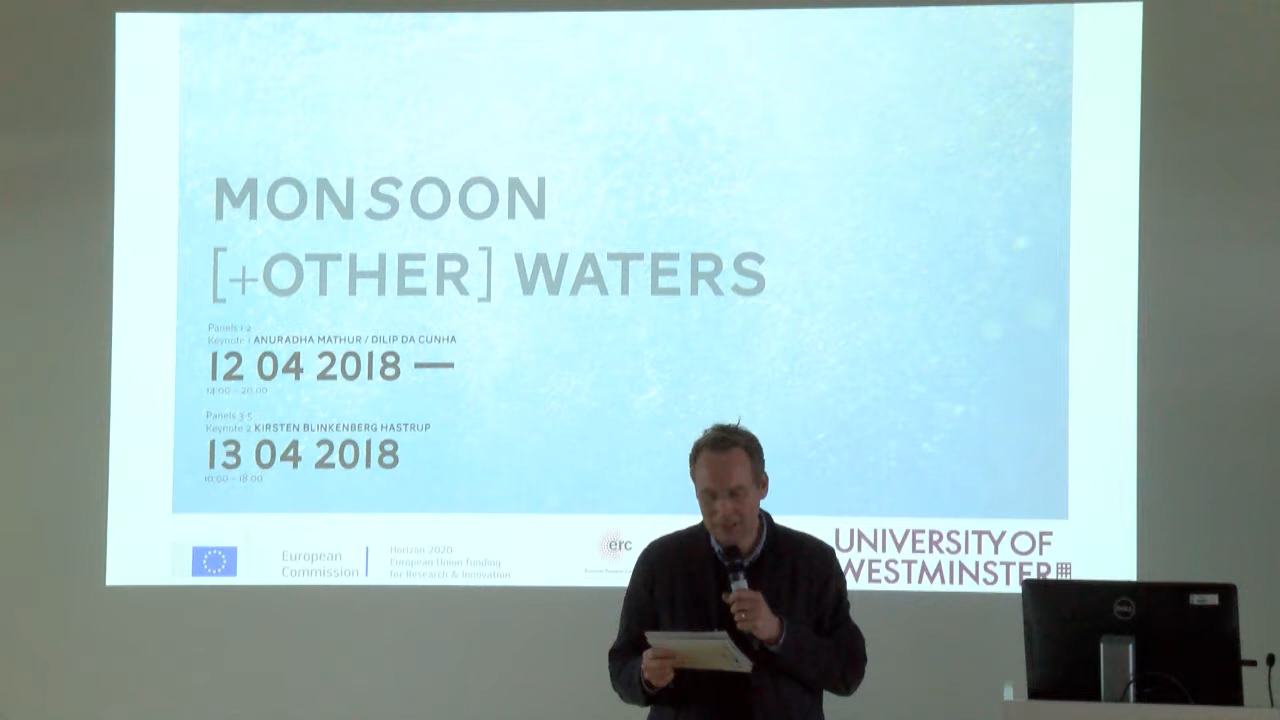 MONSOON
[+OTHER] WATERS
Panels 1-2
Keynote 1 ANURADHA MATHUR / DILIP DA CUNHA
12 04 2018 —
14:00 - 20:00
Panels 3-5
Keynote 2 KIRSTEN BLINKENBERG HASTRUP
13 04 2018
10:00 - 18:00
European
Commission
Horizon 2020
European Union funding
for Research & Innovation
erc
UNIVERSITY OF
WESTMINSTER
DELL